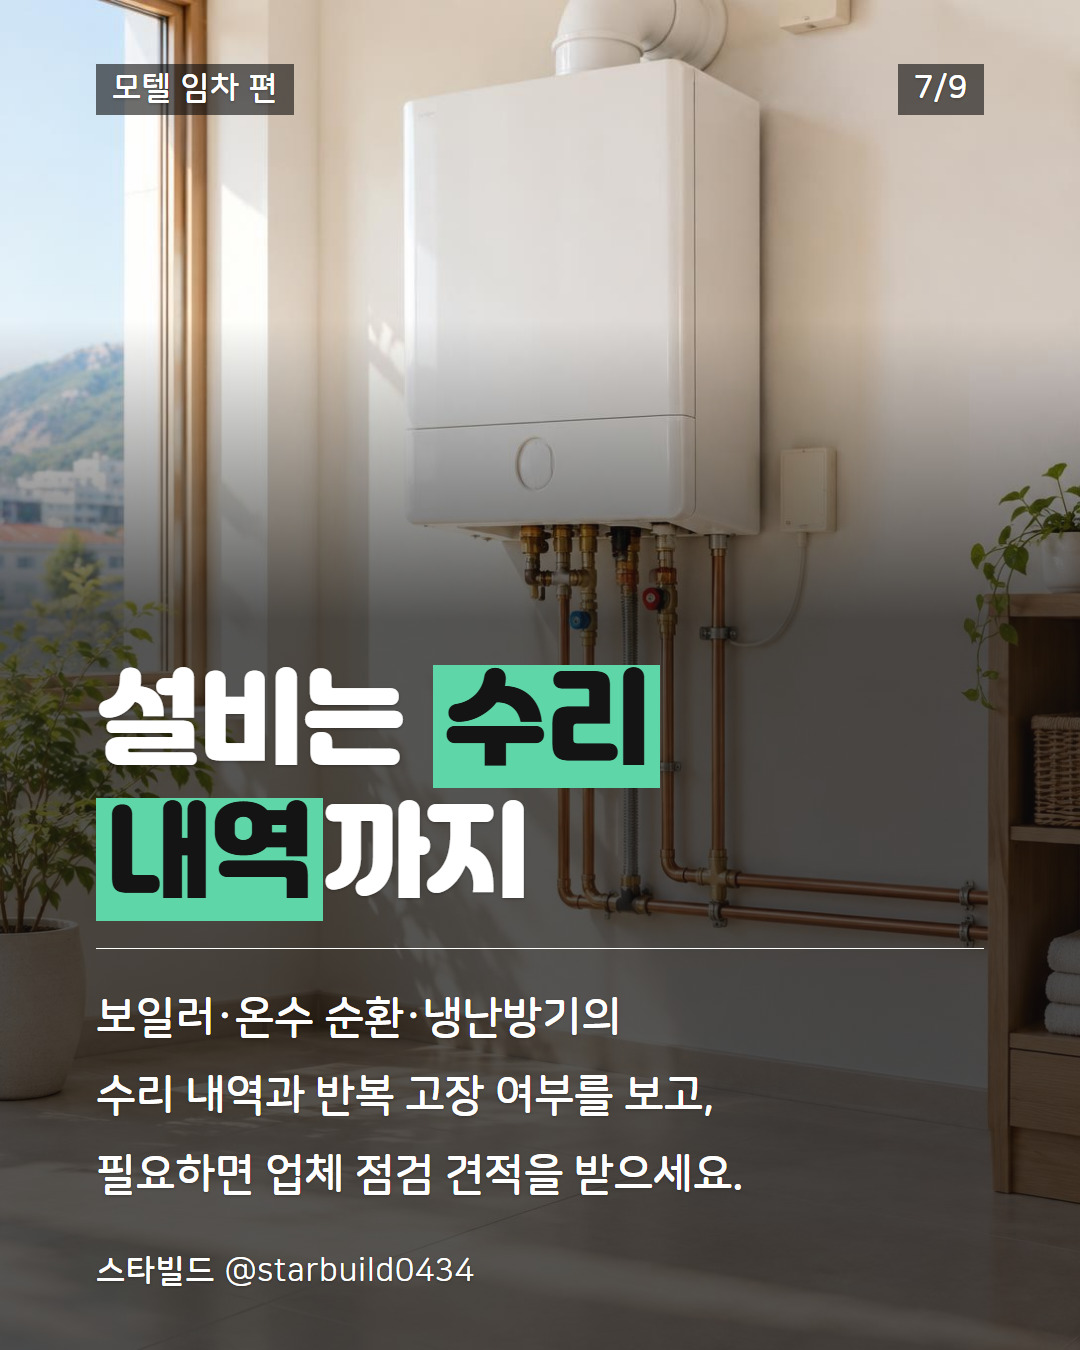 모텔 임차 편
7/9
설비는 수리
내역까지
보일러·온수 순환·냉난방기의
수리 내역과 반복 고장 여부를 보고,
필요하면 업체 점검 견적을 받으세요.
스타빌드 @starbuild0434